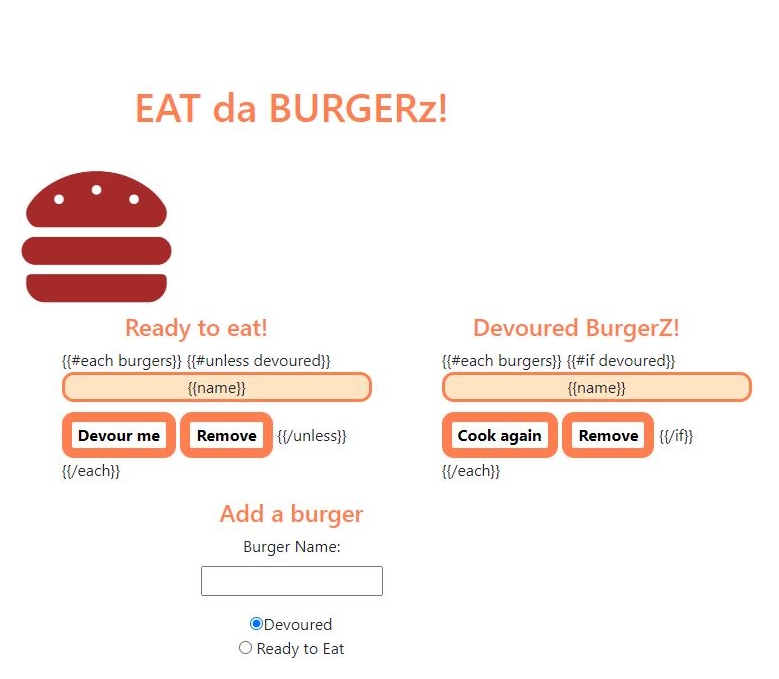 EAT da BURGERz!
Ready to eat!
{{#each burgers}} {{#unless devoured}}
{{name}}
Devour me Remove {{/unless}}
{{/each}}
Devoured BurgerZ!
{{#each burgers}} {{#if devoured}}
{{name}}
Cook again Remove {{/if}}
{{/each}}
Add a burger
Burger Name:
Devoured
Ready to Eat